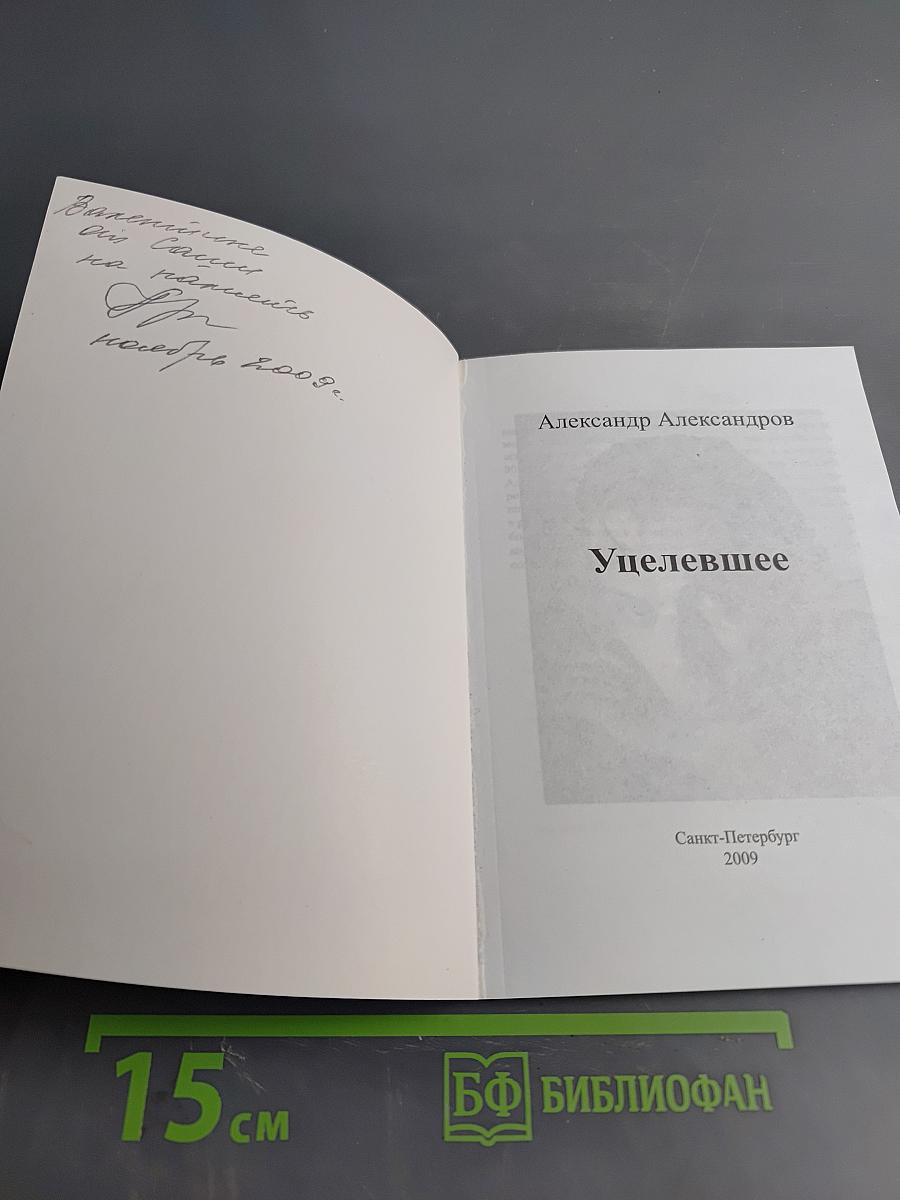 Валентине
от Саши
на память
ноябрь 2009 г.
Александр Александров
Уцелевшее
Санкт-Петербург
2009
15 см
БФ БИБЛИОФАН